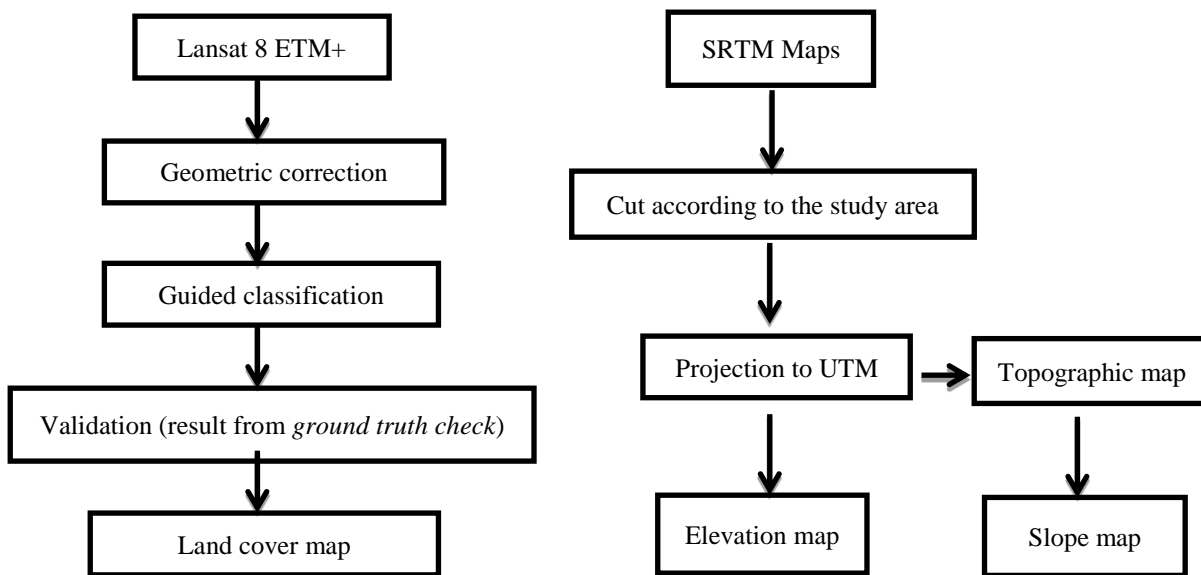 Lansat 8 ETM+
Geometric correction
Guided classification
Validation (result from ground truth check)
Land cover map
SRTM Maps
Cut according to the study area
Projection to UTM
Topographic map
Elevation map
Slope map